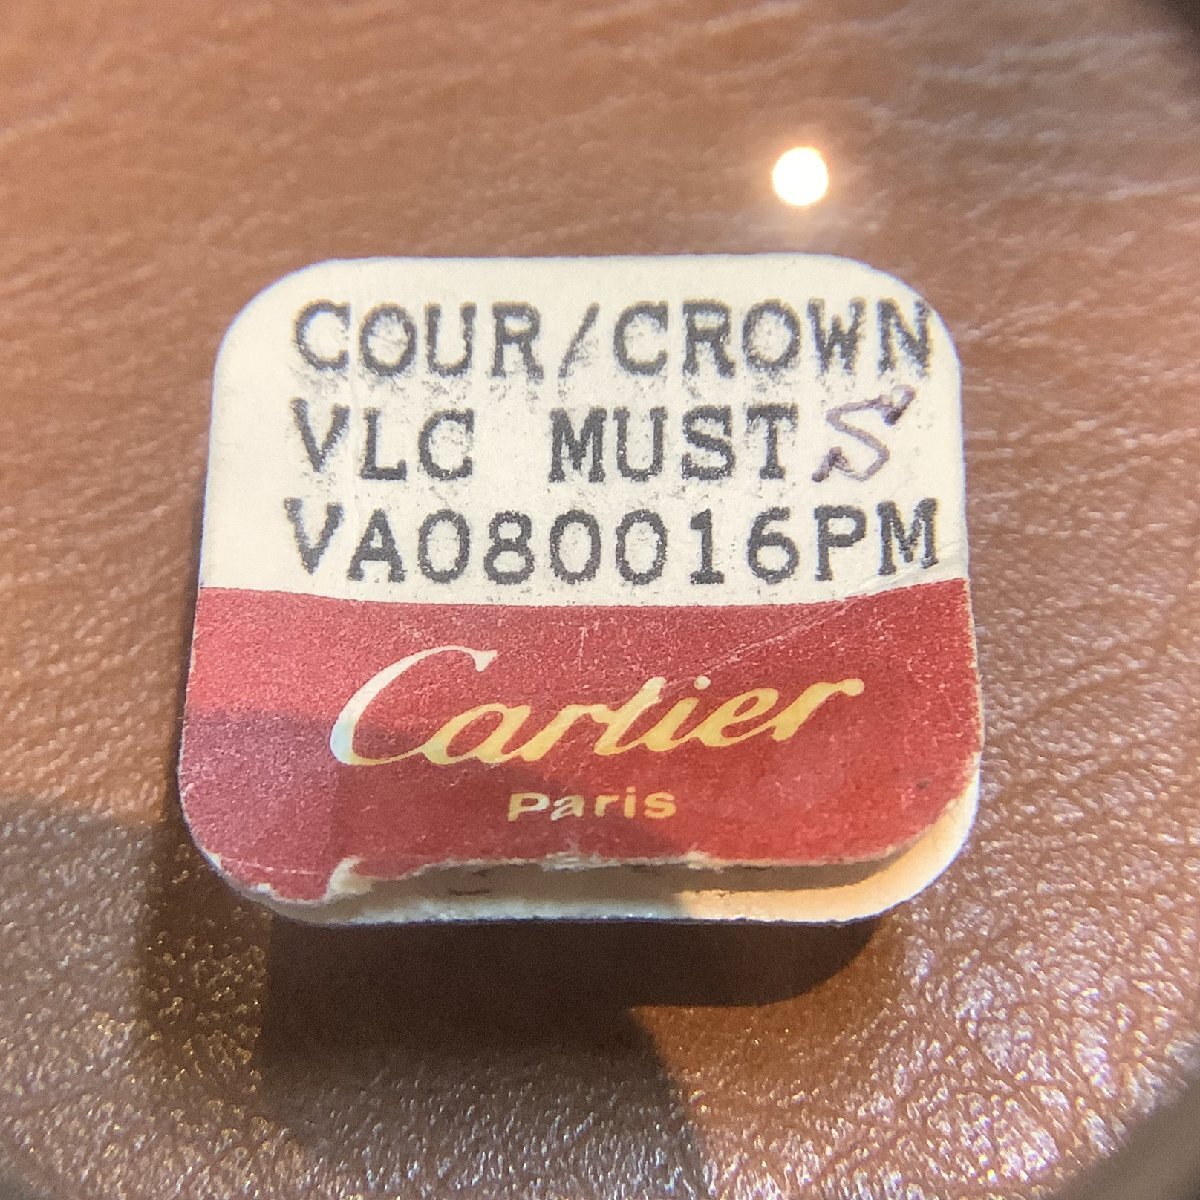 COUR/CROWN
VLC MUST S
VA080016PM
Cartier
Paris